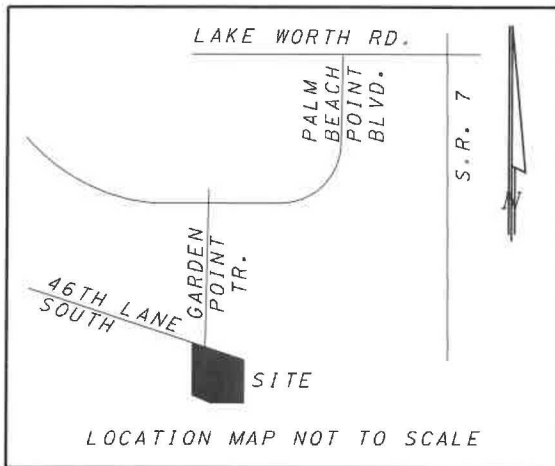 LAKE WORTH RD.
PALM
BEACH
POINT
BLVD.
S.R. 7
N
GARDEN
POINT
TR.
46TH LANE
SOUTH
SITE
LOCATION MAP NOT TO SCALE